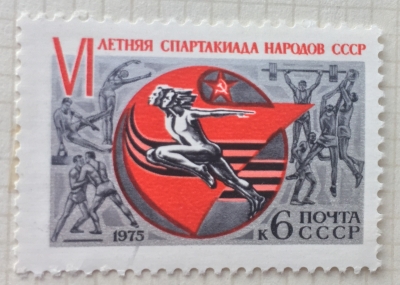 VI ЛЕТНЯЯ СПАРТАКИАДА НАРОДОВ СССР
1975
к 6 ПОЧТА
СССР